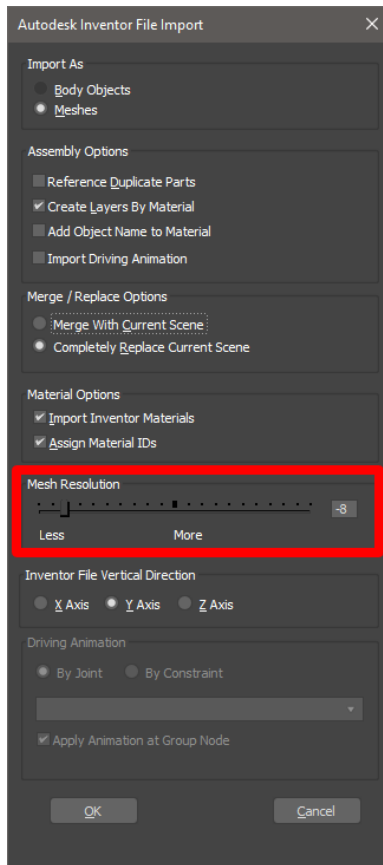 Autodesk Inventor File Import
Import As
Body Objects
Meshes
Assembly Options
Reference Duplicate Parts
Create Layers By Material
Add Object Name to Material
Import Driving Animation
Merge / Replace Options
Merge With Current Scene
Completely Replace Current Scene
Material Options
Import Inventor Materials
Assign Material IDs
Mesh Resolution
-8
Less More
Inventor File Vertical Direction
X Axis Y Axis Z Axis
Driving Animation
By Joint By Constraint
Apply Animation at Group Node
OK Cancel